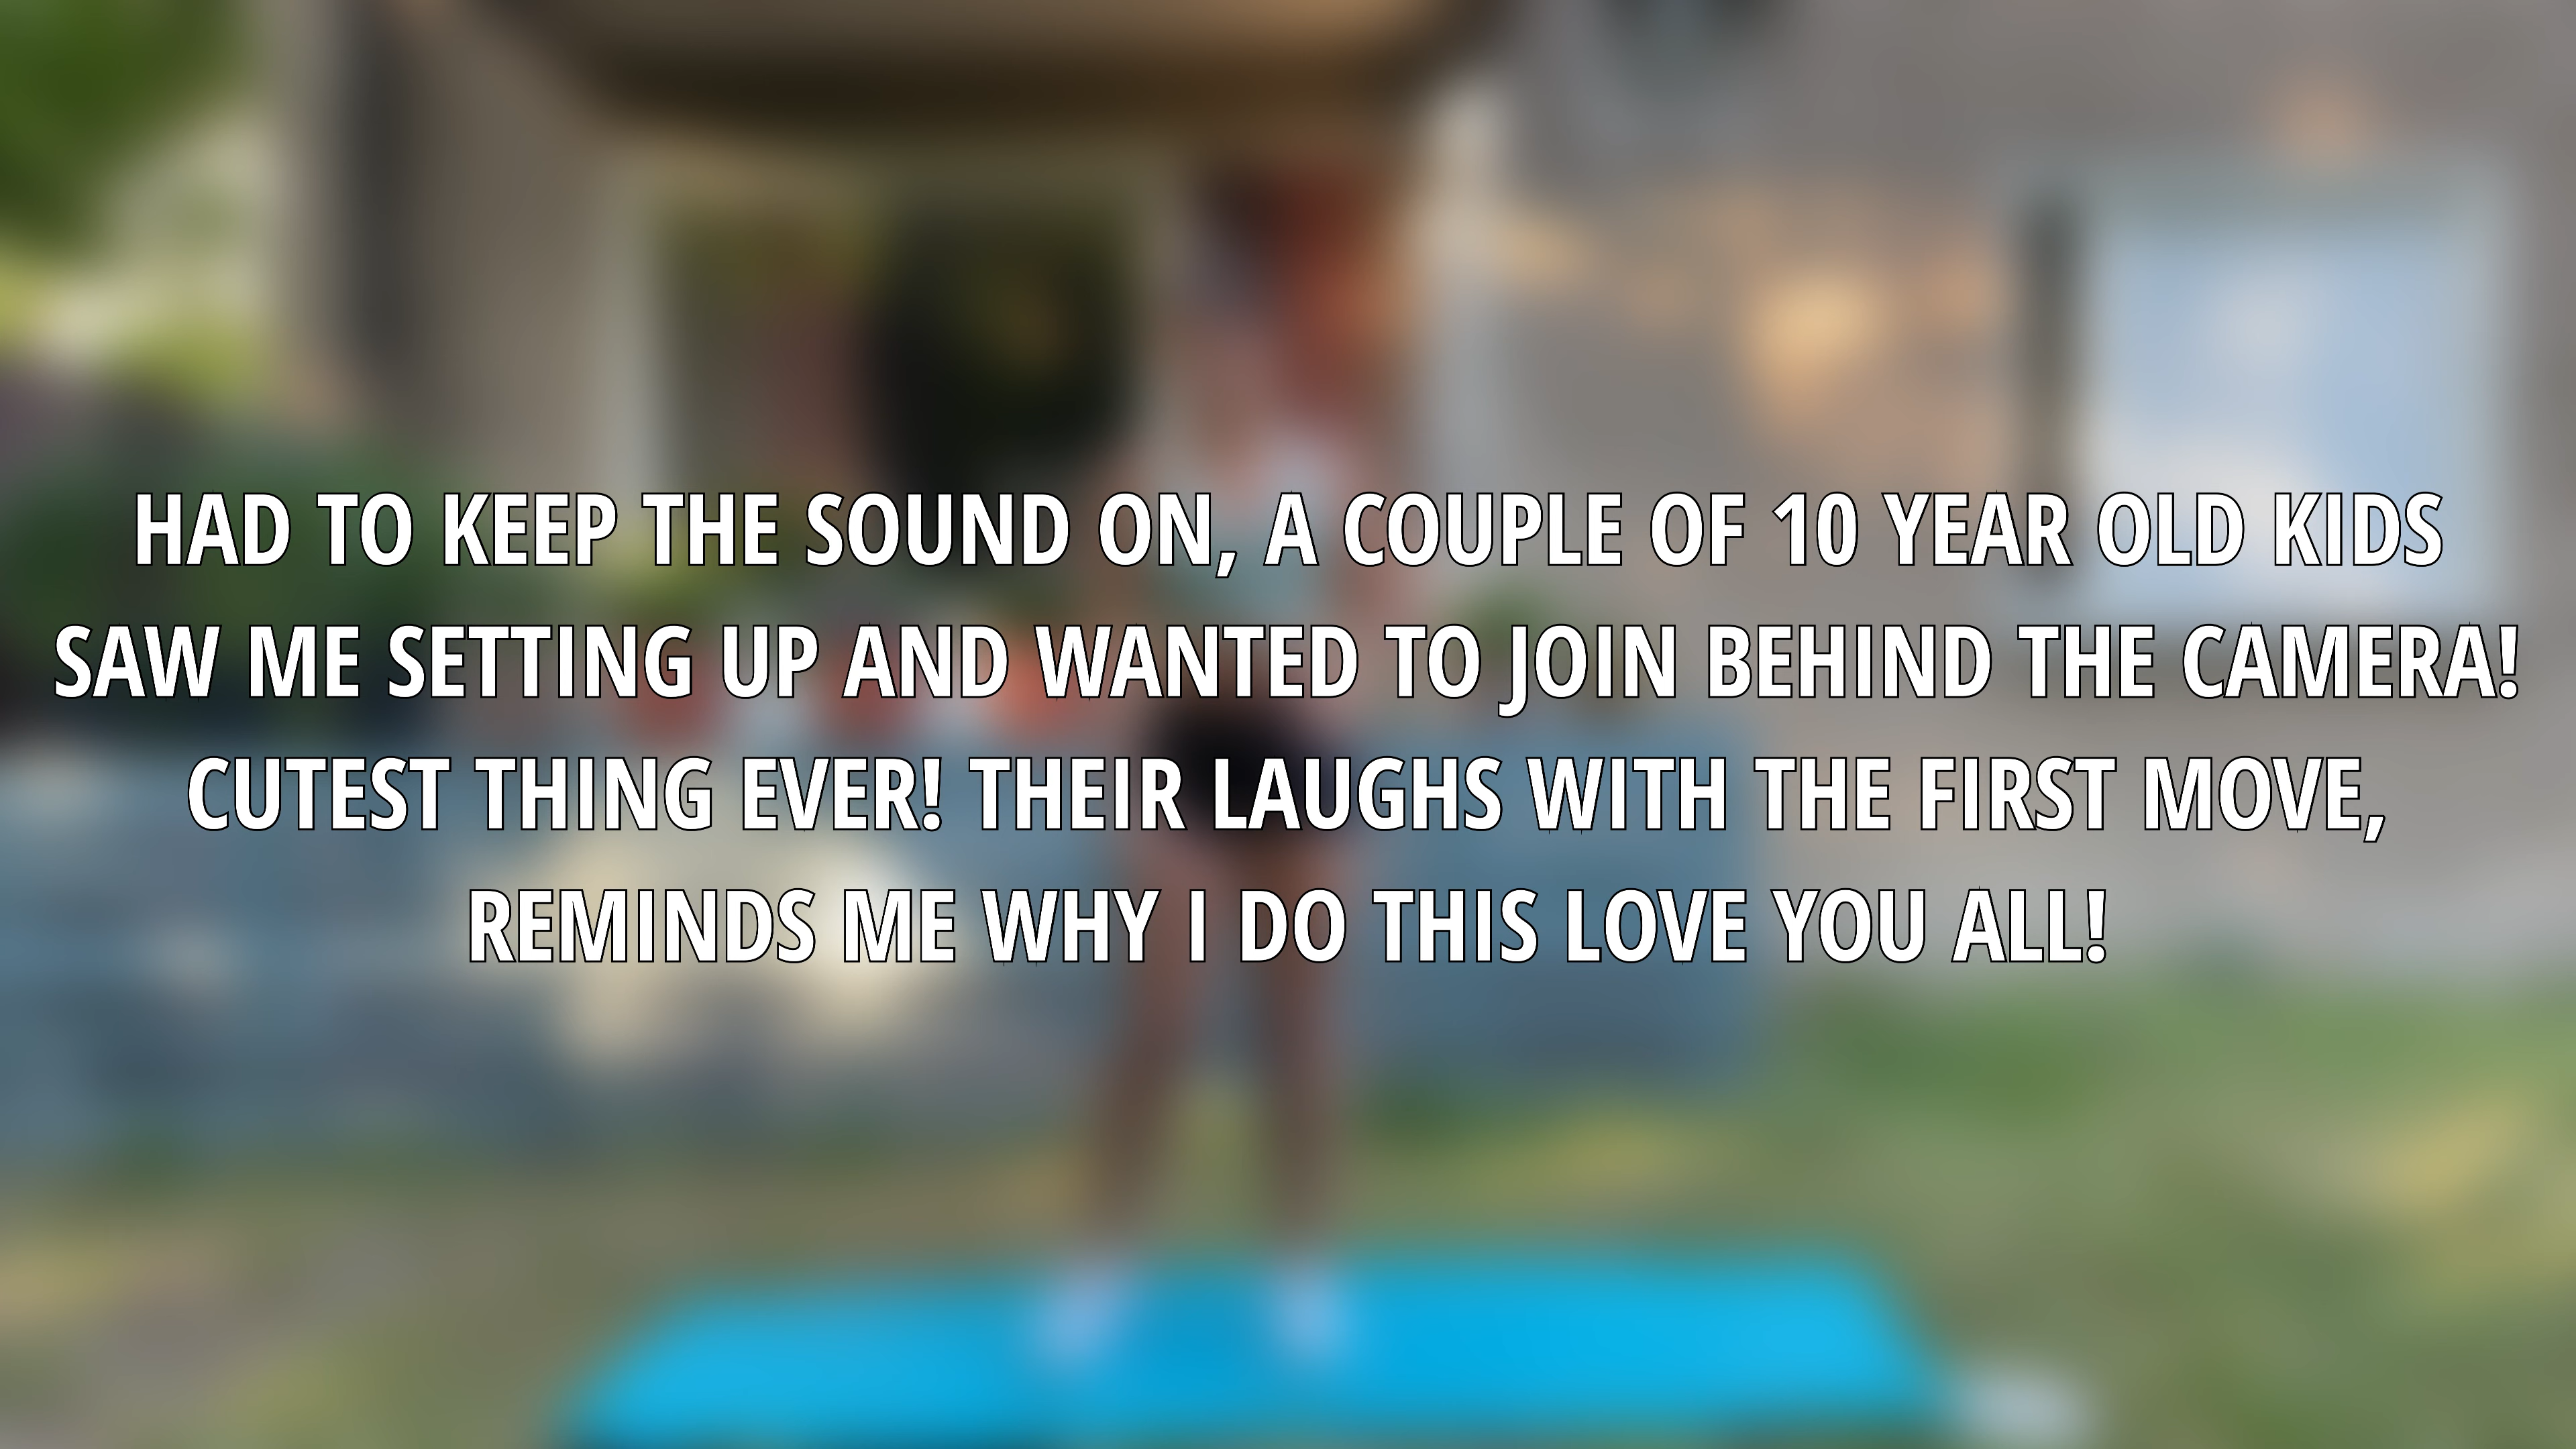 HAD TO KEEP THE SOUND ON, A COUPLE OF 10 YEAR OLD KIDS
SAW ME SETTING UP AND WANTED TO JOIN BEHIND THE CAMERA!
CUTEST THING EVER! THEIR LAUGHS WITH THE FIRST MOVE,
REMINDS ME WHY I DO THIS LOVE YOU ALL!